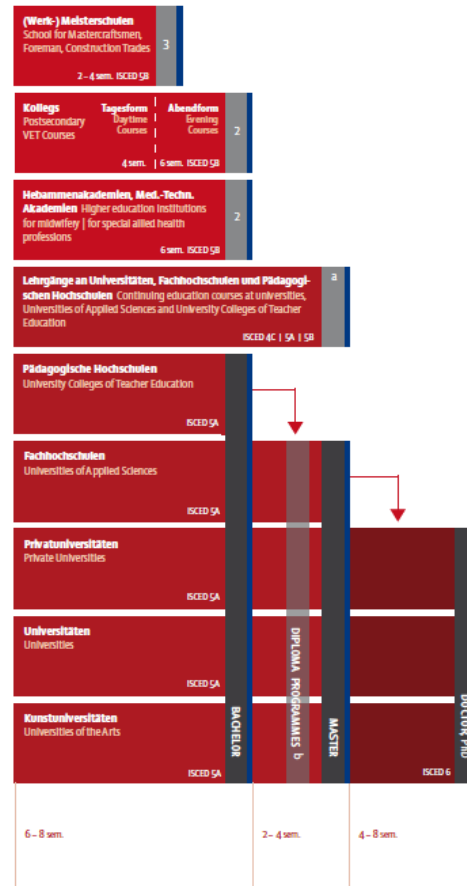 (Werk-) Meisterschulen
School for Mastercraftsmen,
Foreman, Construction Trades
3
2–4 sem. ISCED 5B
Kollegs
Postsecondary
VET Courses
Tagesform
Daytime
Courses
4 sem.
Abendform
Evening
Courses
6 sem. ISCED 5B
2
Hebammenakademien, Med.-Techn.
Akademien Higher education institutions
for midwifery | for special allied health
professions
2
6 sem. ISCED 5B
Lehrgänge an Universitäten, Fachhochschulen und Pädagogi-
schen Hochschulen Continuing education courses at universities,
Universities of Applied Sciences and University Colleges of Teacher
Education
a
ISCED 4C | 5A | 5B
Pädagogische Hochschulen
University Colleges of Teacher Education
ISCED 5A
Fachhochschulen
Universities of Applied Sciences
ISCED 5A
Privatuniversitäten
Private Universities
ISCED 5A
Universitäten
Universities
ISCED 5A
Kunstuniversitäten
Universities of the Arts
ISCED 5A
BACHELOR
DIPLOMA PROGRAMMES b
MASTER
DOCTOR, PhD
ISCED 6
6–8 sem.
2–4 sem.
4–8 sem.